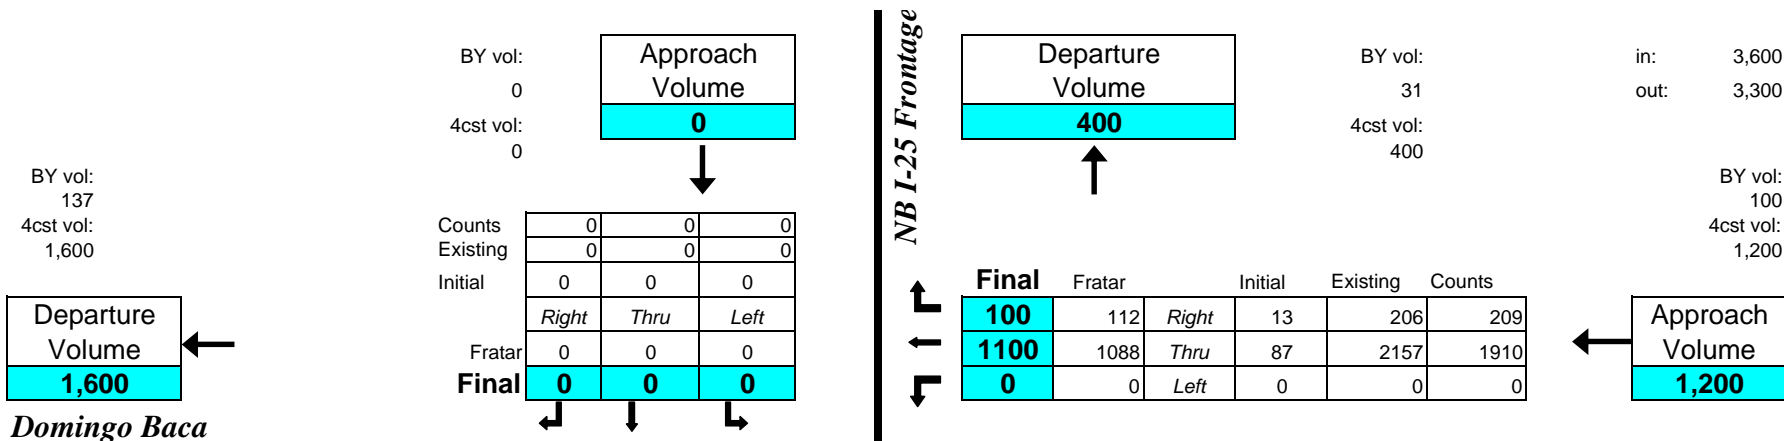 BY vol:
0
4cst vol:
0
Approach
Volume
0
NB I-25 Frontage
Departure
Volume
400
BY vol:
31
4cst vol:
400
in: 3,600
out: 3,300
BY vol:
137
4cst vol:
1,600
BY vol:
100
4cst vol:
1,200
Counts 0 0 0
Existing 0 0 0
Initial 0 0 0
Right Thru Left
Fratar 0 0 0
Final 0 0 0
Final Fratar Initial Existing Counts
100 112 Right 13 206 209
1100 1088 Thru 87 2157 1910
0 0 Left 0 0 0
Departure
Volume
1,600
Approach
Volume
1,200
Domingo Baca